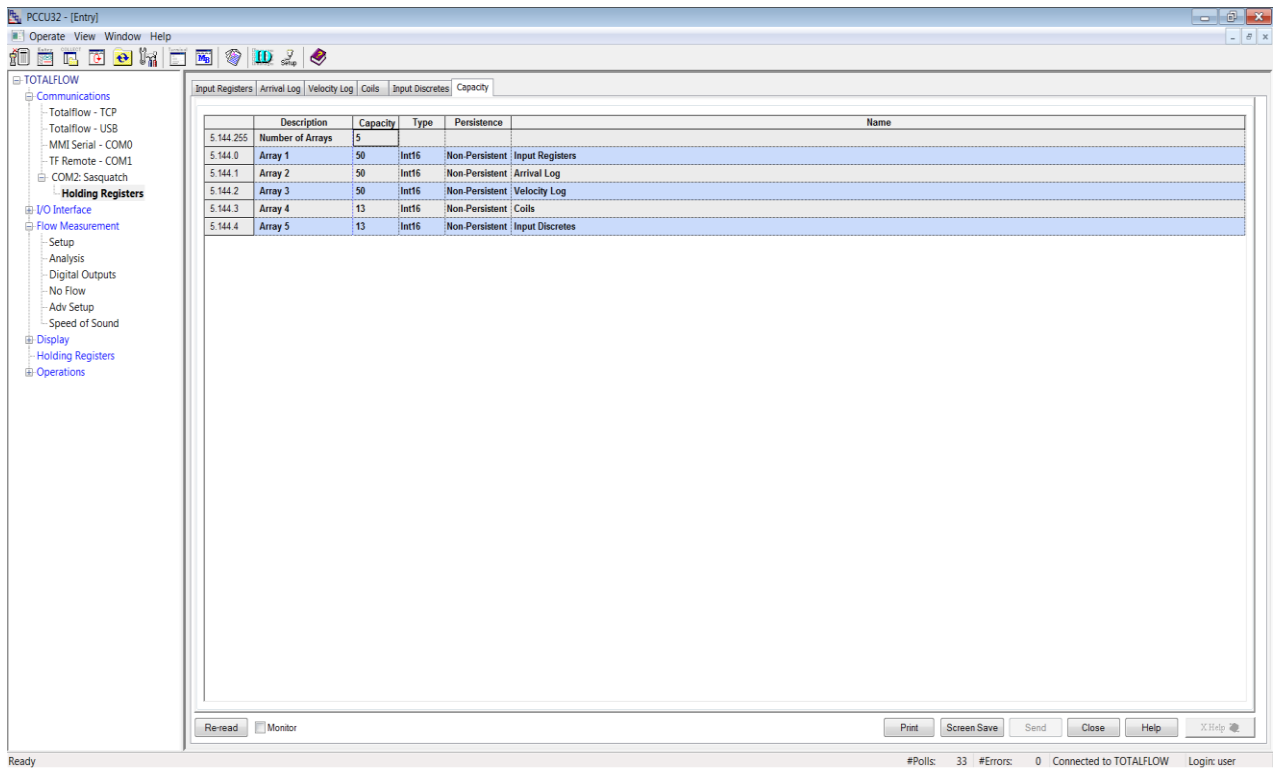 PCCU32 - [Entry]
Operate View Window Help
TOTALFLOW
Communications
Totalflow - TCP
Totalflow - USB
MMI Serial - COM0
TF Remote - COM1
COM2: Sasquatch
Holding Registers
I/O Interface
Flow Measurement
Setup
Analysis
Digital Outputs
No Flow
Adv Setup
Speed of Sound
Display
Holding Registers
Operations
Input Registers Arrival Log Velocity Log Coils Input Discretes Capacity
Description Capacity Type Persistence Name
5.144.255 Number of Arrays 5
5.144.0 Array 1 50 Int16 Non-Persistent Input Registers
5.144.1 Array 2 50 Int16 Non-Persistent Arrival Log
5.144.2 Array 3 50 Int16 Non-Persistent Velocity Log
5.144.3 Array 4 13 Int16 Non-Persistent Coils
5.144.4 Array 5 13 Int16 Non-Persistent Input Discretes
Re-read Monitor Print Screen Save Send Close Help X Help
Ready #Polls: 33 #Errors: 0 Connected to TOTALFLOW Login: user